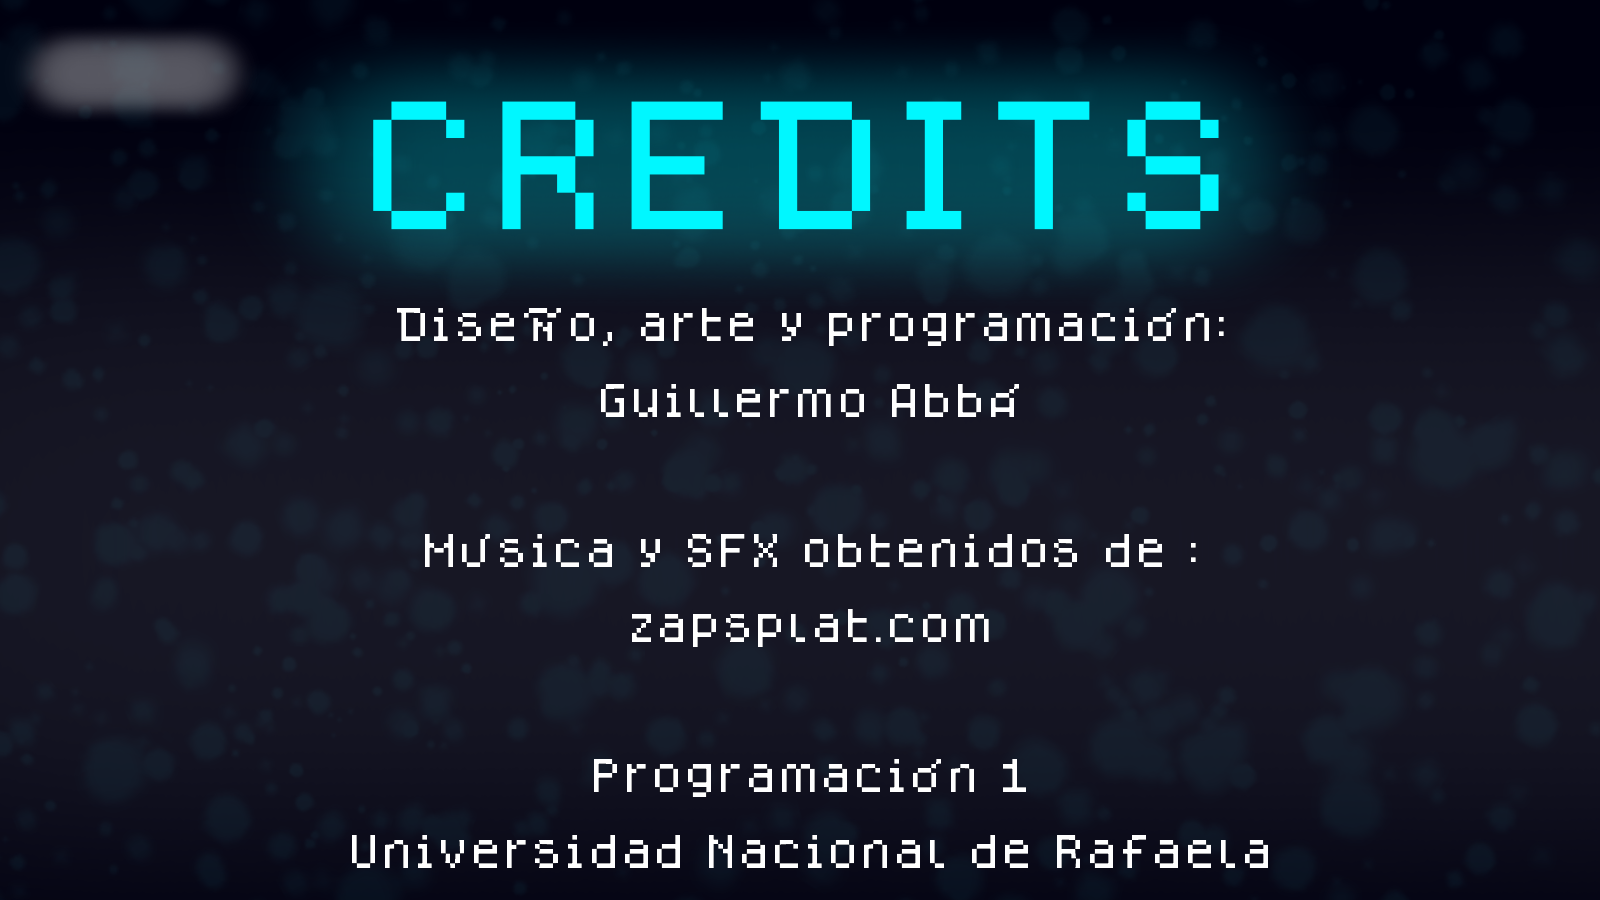 CREDITS
Diseño, arte y programación:
Guillermo Abbá
Música y SFX obtenidos de :
zapsplat.com
Programación 1
Universidad Nacional de Rafaela